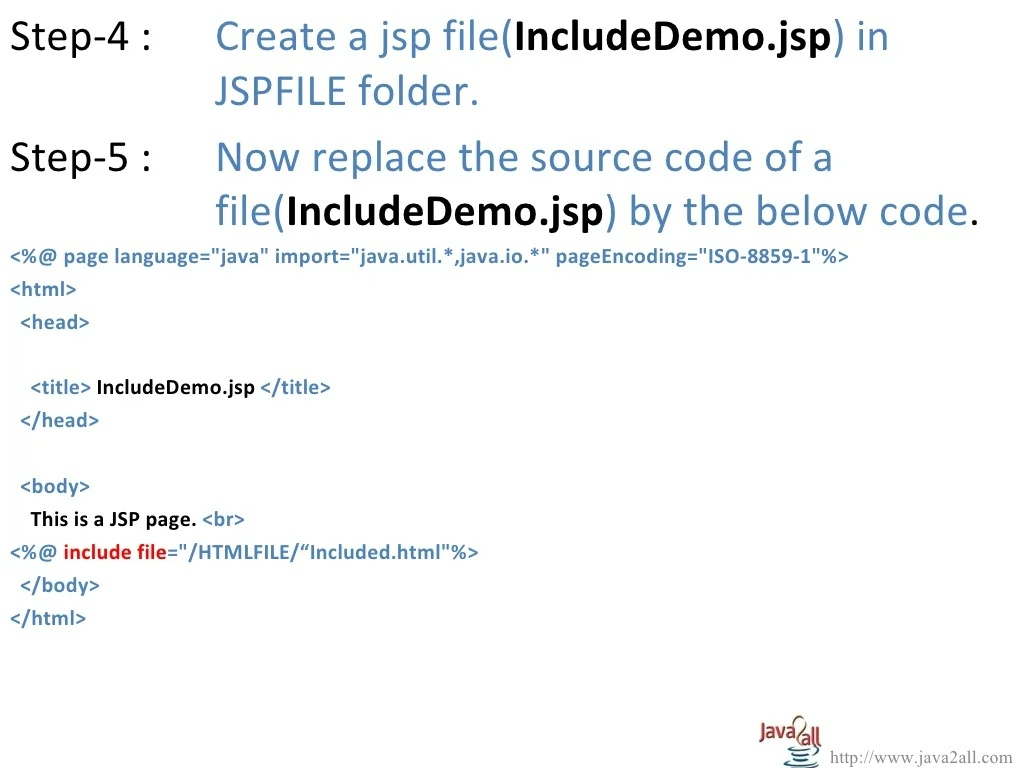 Step-4 : Create a jsp file(IncludeDemo.jsp) in
JSPFILE folder.
Step-5 : Now replace the source code of a
file(IncludeDemo.jsp) by the below code.
<%@ page language="java" import="java.util.*,java.io.*" pageEncoding="ISO-8859-1"%>
<html>
<head>
<title> IncludeDemo.jsp </title>
</head>
<body>
This is a JSP page. <br>
<%@ include file="/HTMLFILE/“Included.html"%>
</body>
</html>
Java2all
http://www.java2all.com